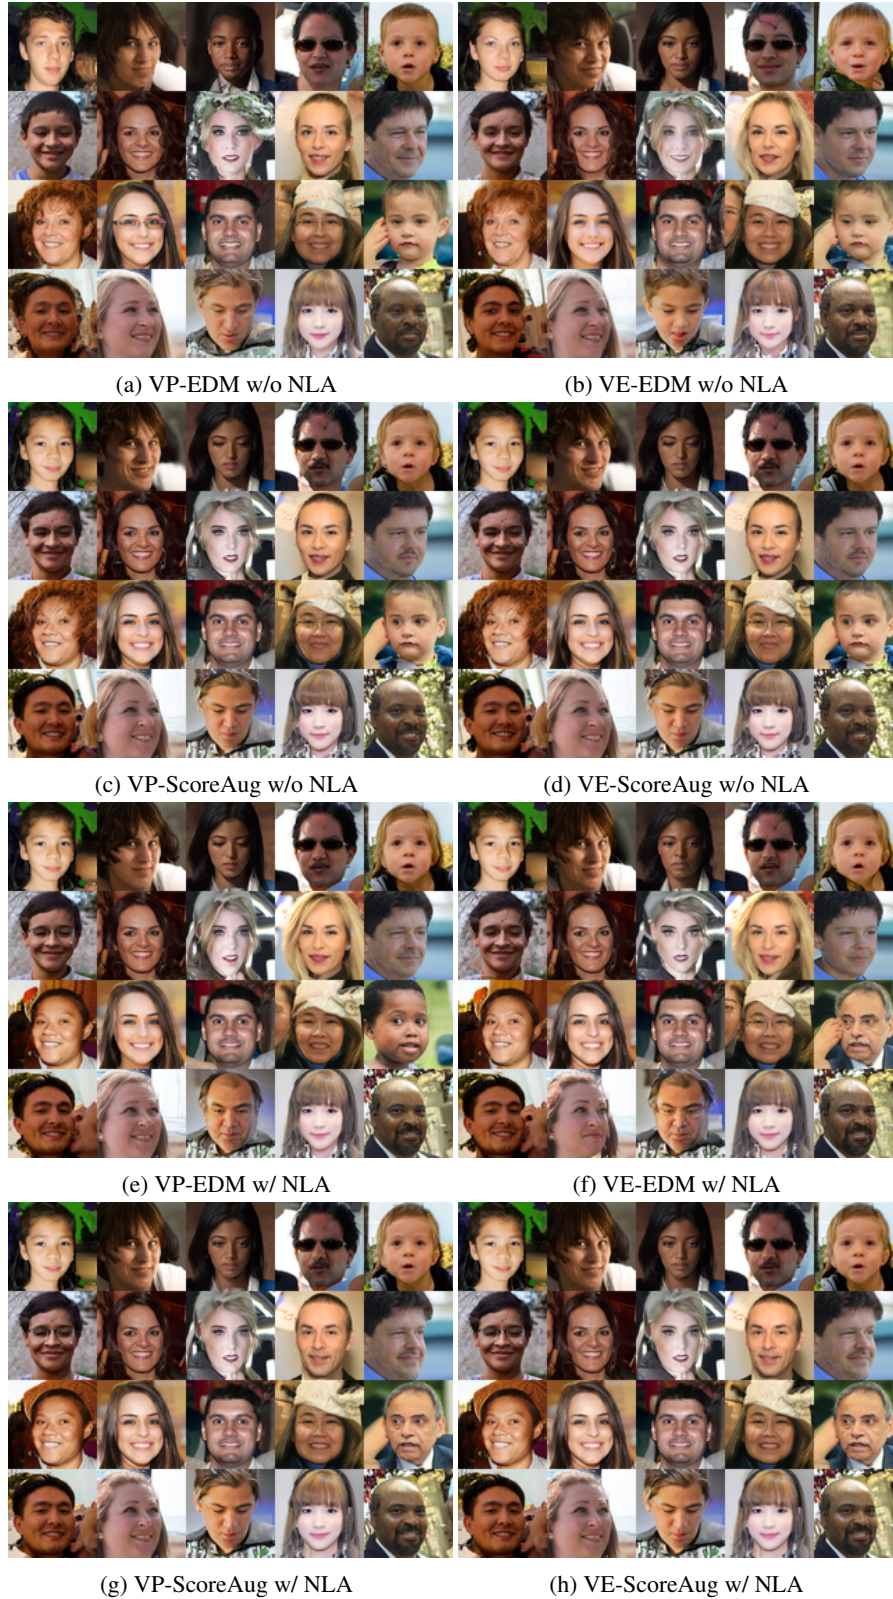 (a) VP-EDM w/o NLA
(b) VE-EDM w/o NLA
(c) VP-ScoreAug w/o NLA
(d) VE-ScoreAug w/o NLA
(e) VP-EDM w/ NLA
(f) VE-EDM w/ NLA
(g) VP-ScoreAug w/ NLA
(h) VE-ScoreAug w/ NLA